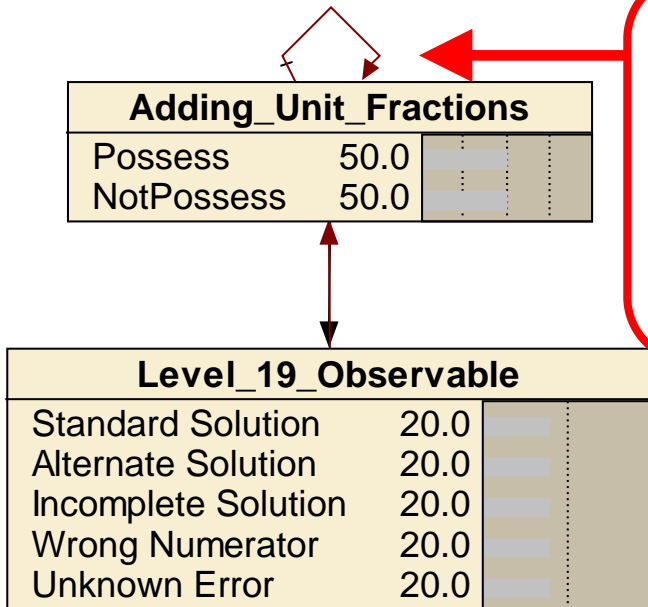 Adding_Unit_Fractions
Possess 50.0
NotPossess 50.0
Level_19_Observable
Standard Solution 20.0
Alternate Solution 20.0
Incomplete Solution 20.0
Wrong Numerator 20.0
Unknown Error 20.0